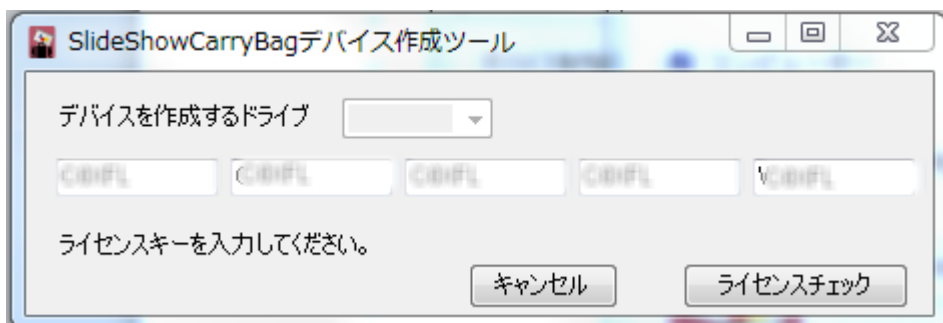 SlideShowCarryBagデバイス作成ツール
デバイスを作成するドライブ
ライセンスキーを入力してください。
キャンセル ライセンスチェック